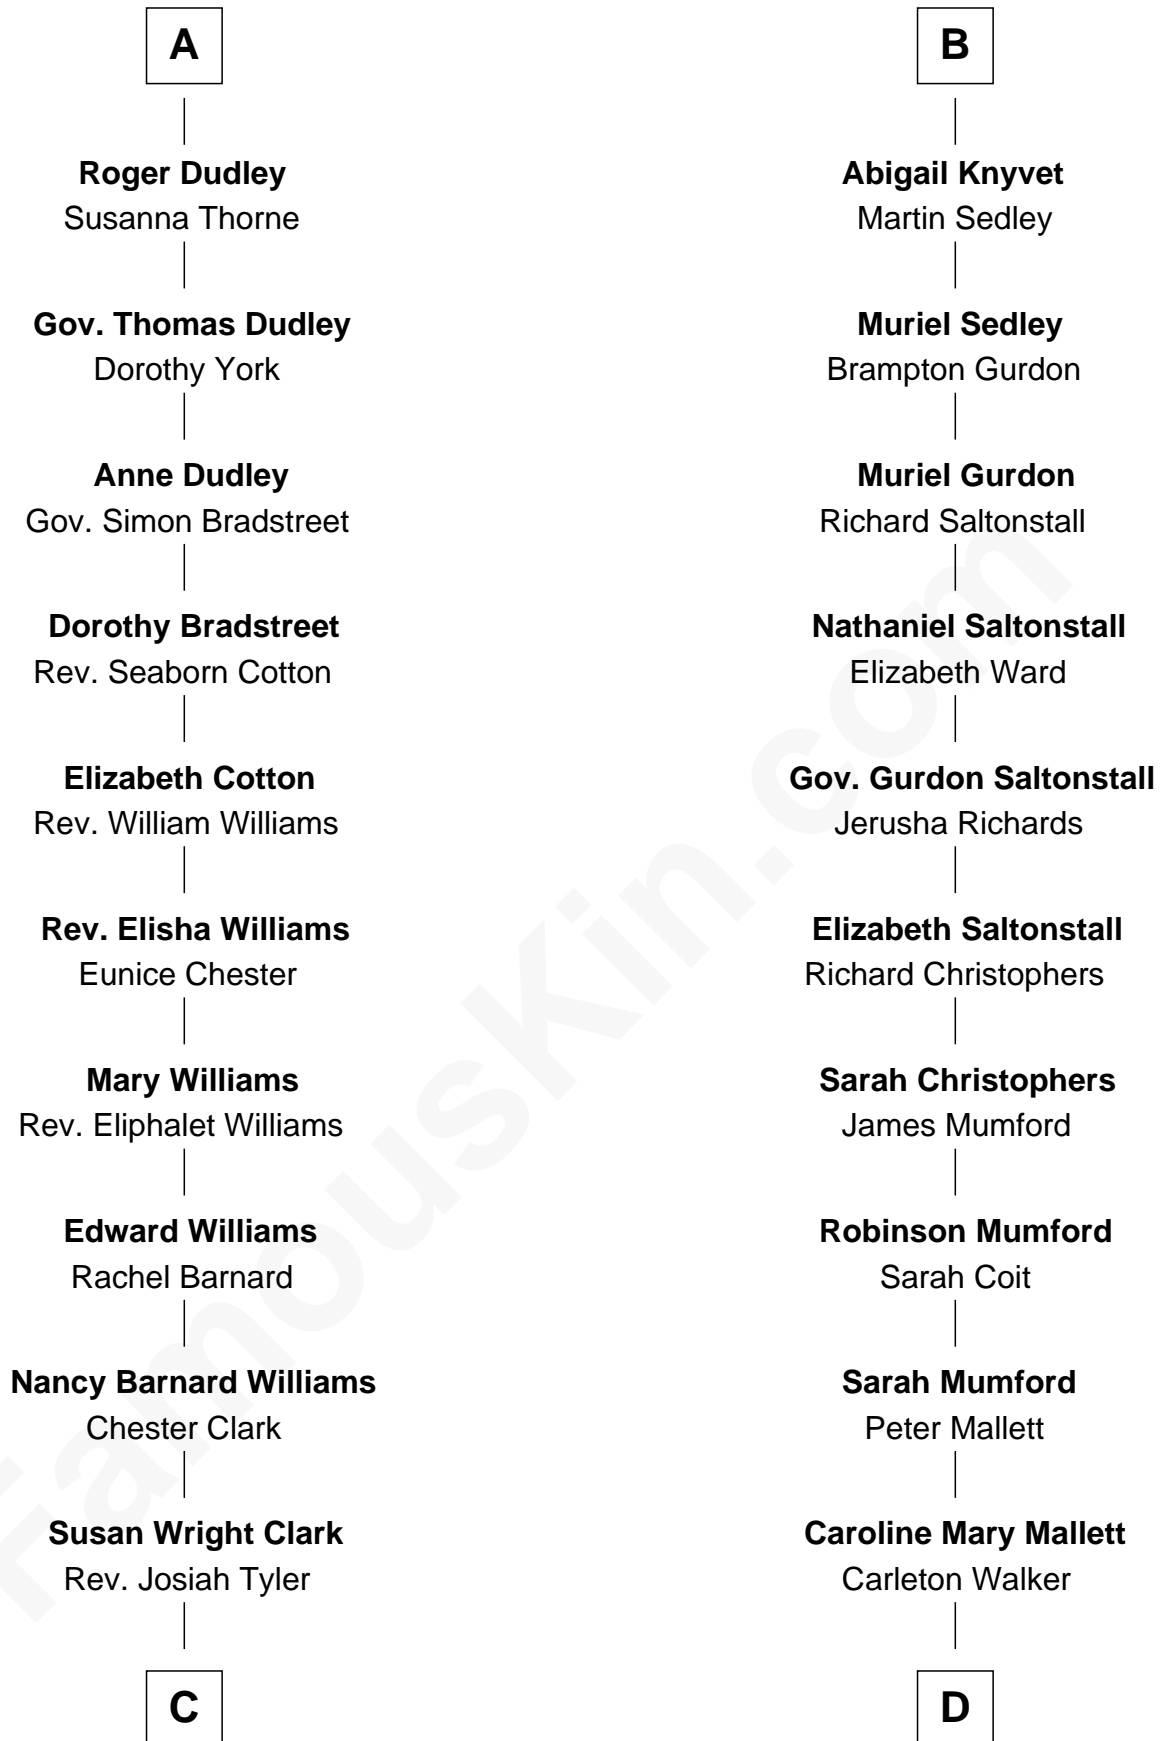 A
Roger Dudley
Susanna Thorne
Gov. Thomas Dudley
Dorothy York
Anne Dudley
Gov. Simon Bradstreet
Dorothy Bradstreet
Rev. Seaborn Cotton
Elizabeth Cotton
Rev. William Williams
Rev. Elisha Williams
Eunice Chester
Mary Williams
Rev. Eliphalet Williams
Edward Williams
Rachel Barnard
Nancy Barnard Williams
Chester Clark
Susan Wright Clark
Rev. Josiah Tyler
C
B
Abigail Knyvet
Martin Sedley
Muriel Sedley
Brampton Gurdon
Muriel Gurdon
Richard Saltonstall
Nathaniel Saltonstall
Elizabeth Ward
Gov. Gurdon Saltonstall
Jerusha Richards
Elizabeth Saltonstall
Richard Christophers
Sarah Christophers
James Mumford
Robinson Mumford
Sarah Coit
Sarah Mumford
Peter Mallett
Caroline Mary Mallett
Carleton Walker
D
FamousKin.com